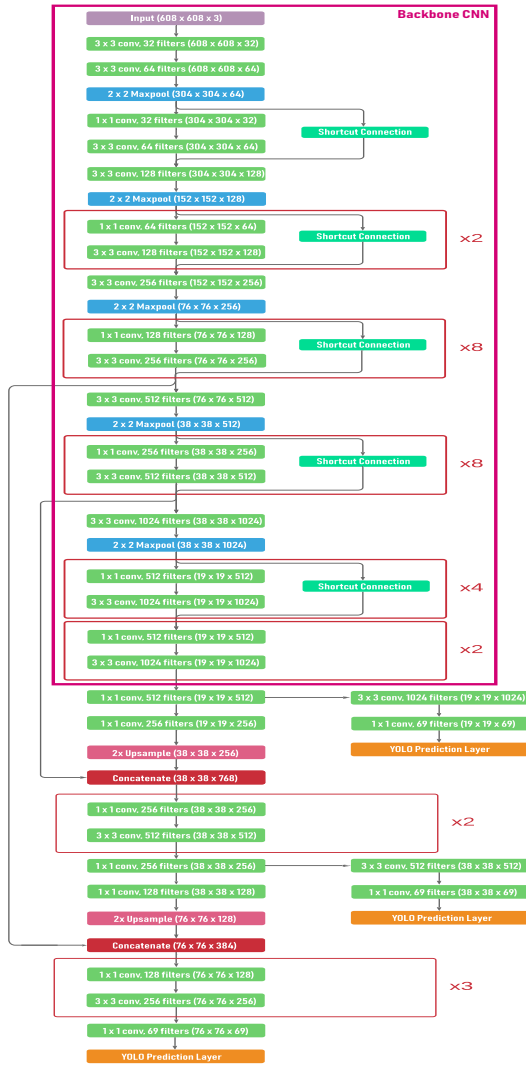 Backbone CNN
Input (608 x 608 x 3)
3 x 3 conv, 32 filters (608 x 608 x 32)
3 x 3 conv, 64 filters (608 x 608 x 64)
2 x 2 Maxpool (304 x 304 x 64)
1 x 1 conv, 32 filters (304 x 304 x 32)
Shortcut Connection
3 x 3 conv, 64 filters (304 x 304 x 64)
3 x 3 conv, 128 filters (304 x 304 x 128)
2 x 2 Maxpool (152 x 152 x 128)
1 x 1 conv, 64 filters (152 x 152 x 64)
Shortcut Connection
x2
3 x 3 conv, 128 filters (152 x 152 x 128)
3 x 3 conv, 256 filters (152 x 152 x 256)
2 x 2 Maxpool (76 x 76 x 256)
1 x 1 conv, 128 filters (76 x 76 x 128)
Shortcut Connection
x8
3 x 3 conv, 256 filters (76 x 76 x 256)
3 x 3 conv, 512 filters (76 x 76 x 512)
2 x 2 Maxpool (38 x 38 x 512)
1 x 1 conv, 256 filters (38 x 38 x 256)
Shortcut Connection
x8
3 x 3 conv, 512 filters (38 x 38 x 512)
3 x 3 conv, 1024 filters (38 x 38 x 1024)
2 x 2 Maxpool (38 x 38 x 1024)
1 x 1 conv, 512 filters (19 x 19 x 512)
Shortcut Connection
x4
3 x 3 conv, 1024 filters (19 x 19 x 1024)
1 x 1 conv, 512 filters (19 x 19 x 512)
x2
3 x 3 conv, 1024 filters (19 x 19 x 1024)
1 x 1 conv, 512 filters (19 x 19 x 512)
3 x 3 conv, 1024 filters (19 x 19 x 1024)
1 x 1 conv, 256 filters (19 x 19 x 256)
1 x 1 conv, 69 filters (19 x 19 x 69)
2x Upsample (38 x 38 x 256)
YOLO Prediction Layer
Concatenate (38 x 38 x 768)
1 x 1 conv, 256 filters (38 x 38 x 256)
x2
3 x 3 conv, 512 filters (38 x 38 x 512)
1 x 1 conv, 256 filters (38 x 38 x 256)
3 x 3 conv, 512 filters (38 x 38 x 512)
1 x 1 conv, 128 filters (38 x 38 x 128)
1 x 1 conv, 69 filters (38 x 38 x 69)
2x Upsample (76 x 76 x 128)
YOLO Prediction Layer
Concatenate (76 x 76 x 384)
1 x 1 conv, 128 filters (76 x 76 x 128)
x3
3 x 3 conv, 256 filters (76 x 76 x 256)
1 x 1 conv, 69 filters (76 x 76 x 69)
YOLO Prediction Layer